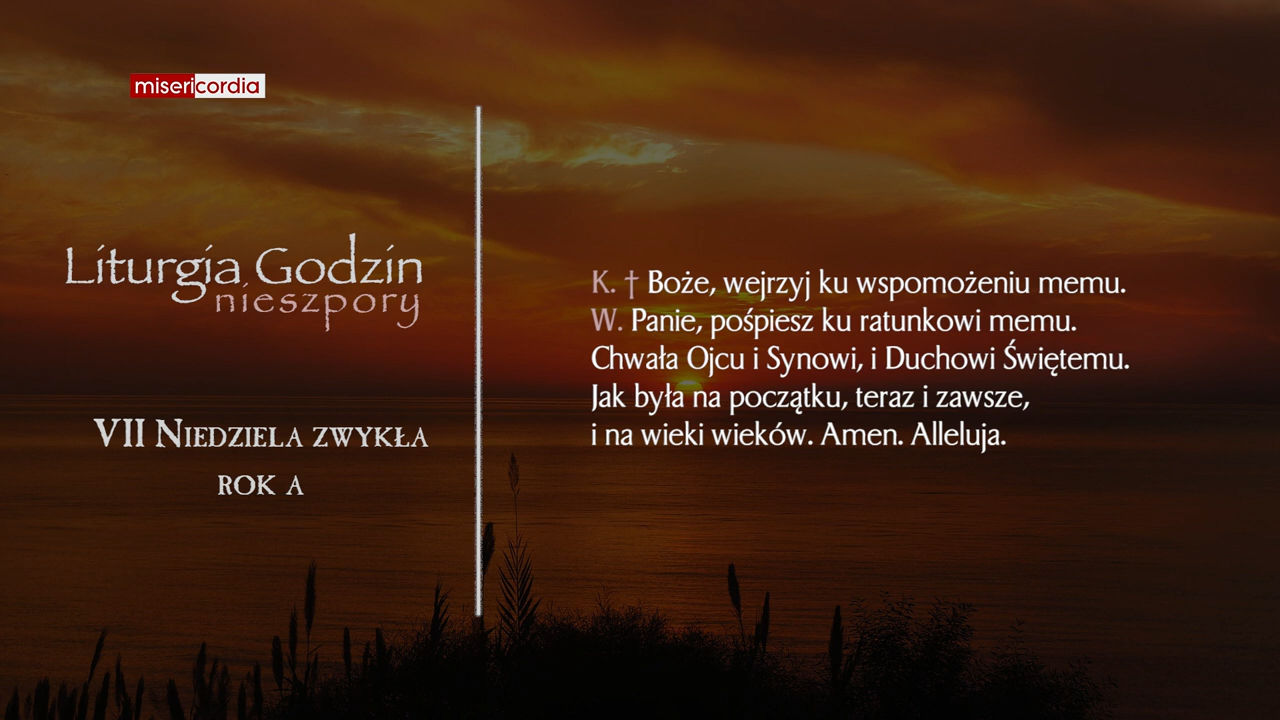 misericordia
Liturgia Godzin
nieszpory
VII Niedziela zwykła
rok A
K. † Boże, wejrzyj ku wspomożeniu memu.
W. Panie, pośpiesz ku ratunkowi memu.
Chwała Ojcu i Synowi, i Duchowi Świętemu.
Jak była na początku, teraz i zawsze,
i na wieki wieków. Amen. Alleluja.